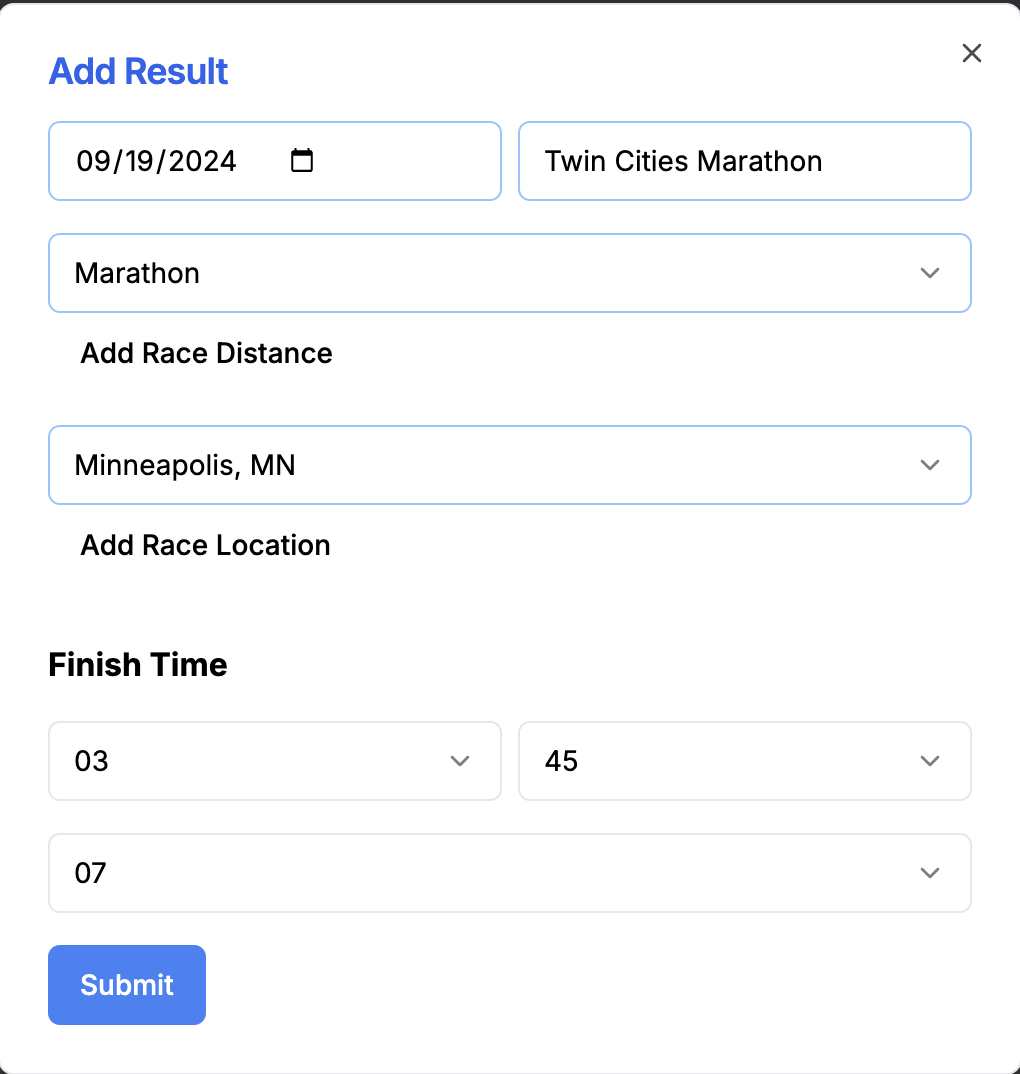 Add Result
09/19/2024
Twin Cities Marathon
Marathon
Add Race Distance
Minneapolis, MN
Add Race Location
Finish Time
03
45
07
Submit